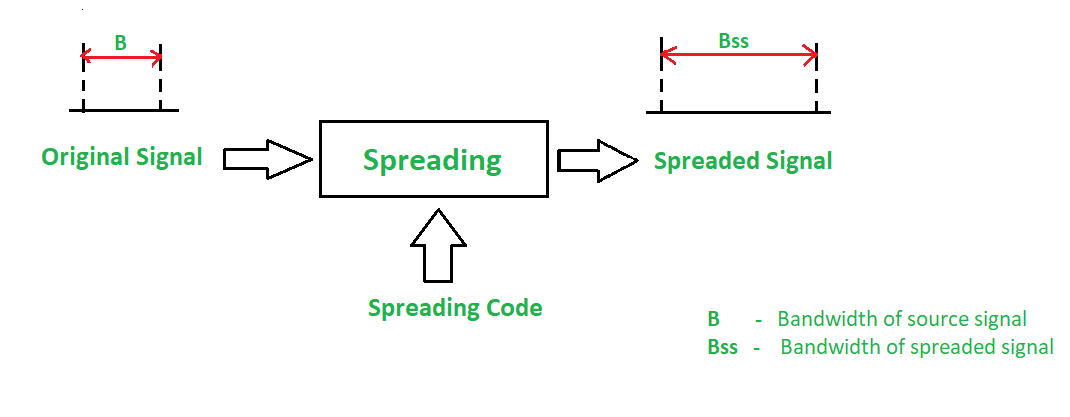 B
Bss
Original Signal
Spreading
Spreaded Signal
Spreading Code
B - Bandwidth of source signal
Bss - Bandwidth of spreaded signal